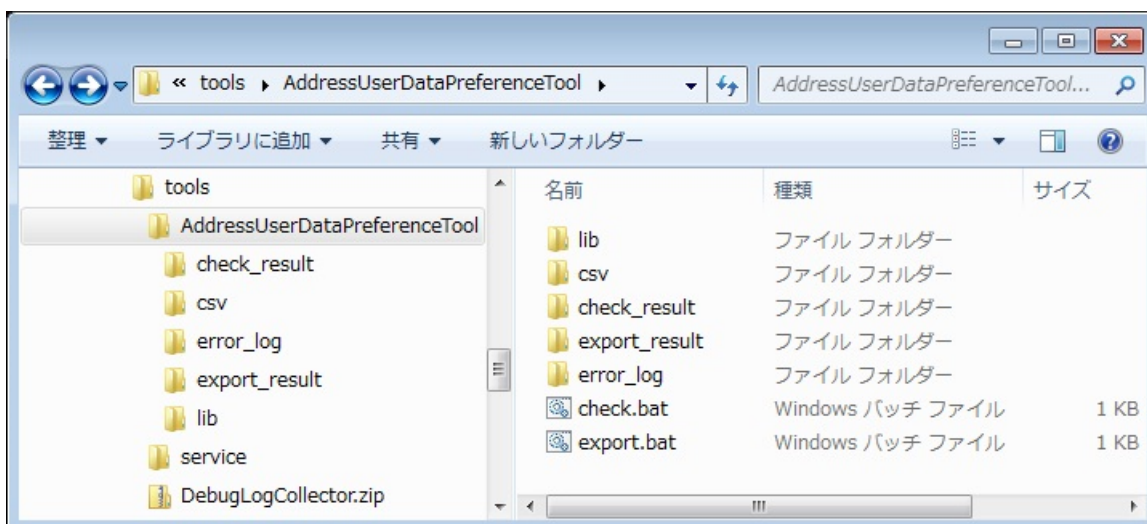 « tools ▸ AddressUserDataPreferenceTool ▸
AddressUserDataPreferenceTool...
整理 ▼ ライブラリに追加 ▼ 共有 ▼ 新しいフォルダー
tools
AddressUserDataPreferenceTool
check_result
csv
error_log
export_result
lib
service
DebugLogCollector.zip
名前 種類 サイズ
lib ファイル フォルダー
csv ファイル フォルダー
check_result ファイル フォルダー
export_result ファイル フォルダー
error_log ファイル フォルダー
check.bat Windows バッチ ファイル 1 KB
export.bat Windows バッチ ファイル 1 KB